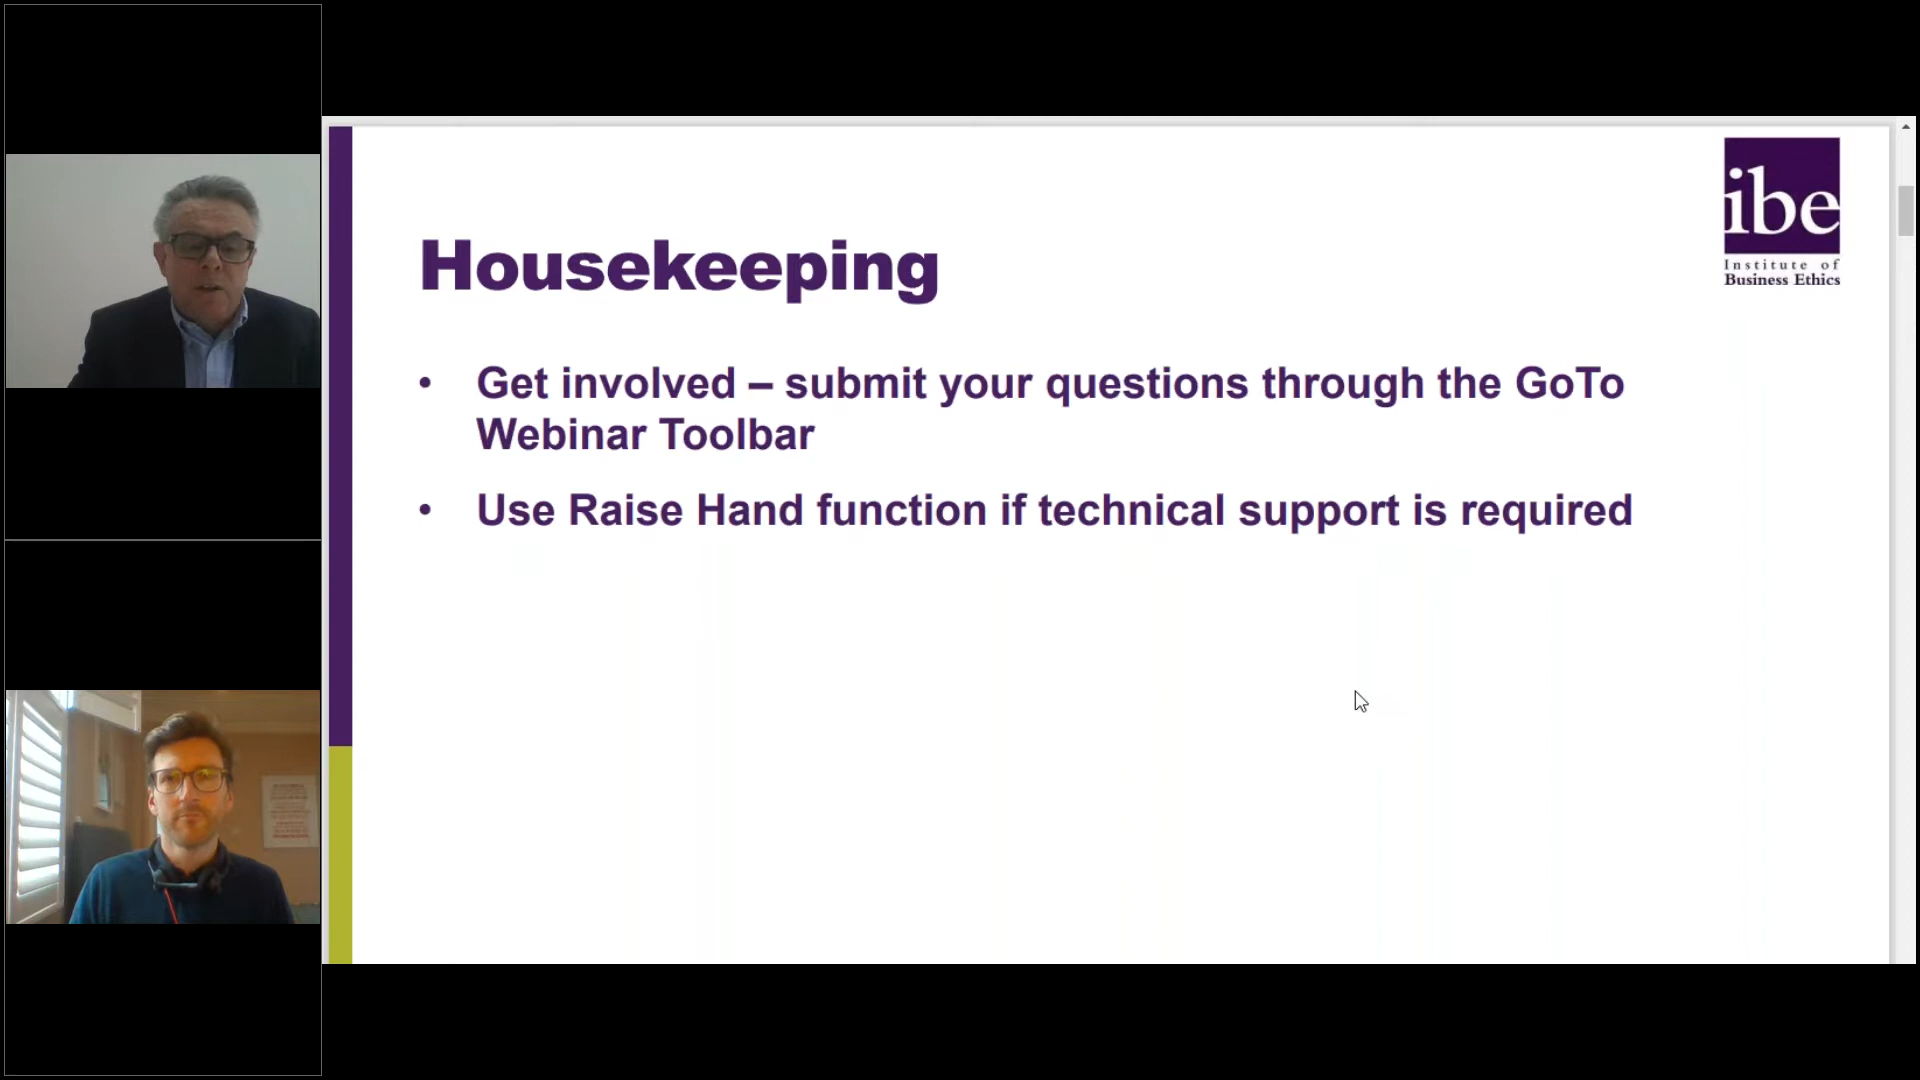 ibe
Institute of
Business Ethics
Housekeeping
• Get involved – submit your questions through the GoTo
Webinar Toolbar
• Use Raise Hand function if technical support is required